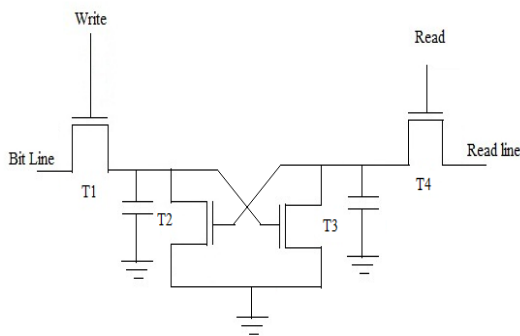 Write
Read
Bit Line
Read line
T1
T2
T3
T4